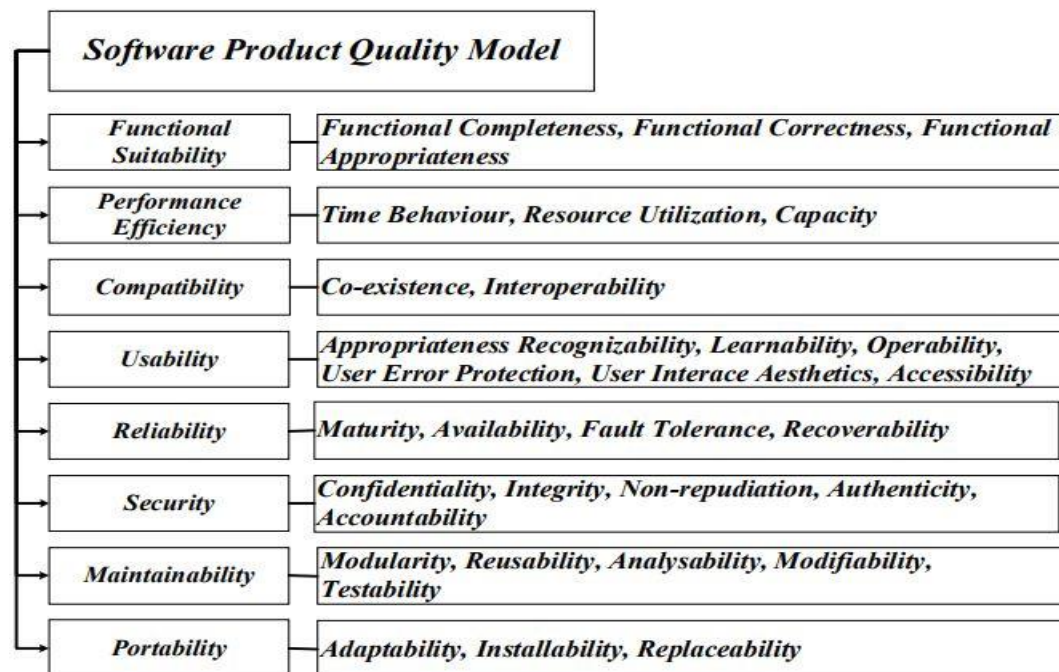 Software Product Quality Model
Functional
Suitability
Functional Completeness, Functional Correctness, Functional
Appropriateness
Performance
Efficiency
Time Behaviour, Resource Utilization, Capacity
Compatibility
Co-existence, Interoperability
Usability
Appropriateness Recognizability, Learnability, Operability,
User Error Protection, User Interace Aesthetics, Accessibility
Reliability
Maturity, Availability, Fault Tolerance, Recoverability
Security
Confidentiality, Integrity, Non-repudiation, Authenticity,
Accountability
Maintainability
Modularity, Reusability, Analysability, Modifiability,
Testability
Portability
Adaptability, Installability, Replaceability